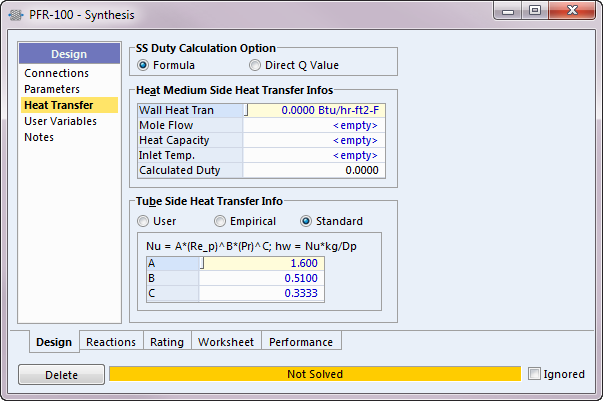 PFR-100 - Synthesis
Design
Connections
Parameters
Heat Transfer
User Variables
Notes
SS Duty Calculation Option
Formula Direct Q Value
Heat Medium Side Heat Transfer Infos
Wall Heat Tran 0.0000 Btu/hr-ft2-F
Mole Flow <empty>
Heat Capacity <empty>
Inlet Temp. <empty>
Calculated Duty 0.0000
Tube Side Heat Transfer Info
User Empirical Standard
Nu = A*(Re_p)^B*(Pr)^C; hw = Nu*kg/Dp
A 1.600
B 0.5100
C 0.3333
Design Reactions Rating Worksheet Performance
Delete Not Solved Ignored